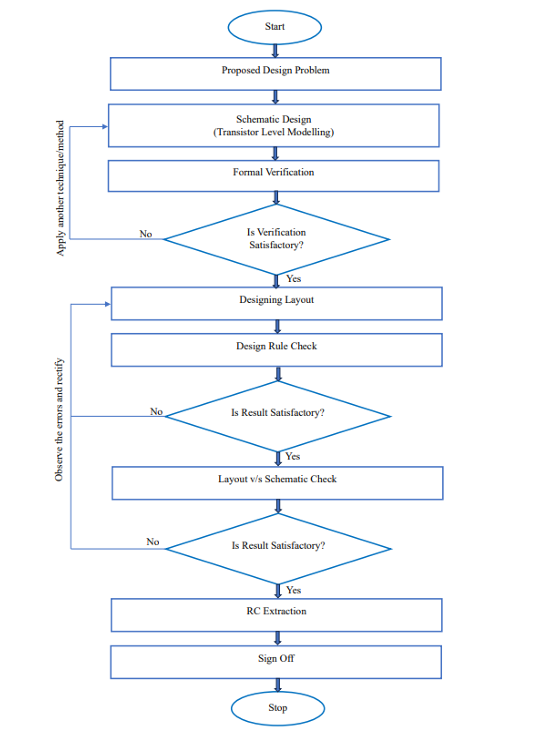 Start
Proposed Design Problem
Schematic Design
(Transistor Level Modelling)
Formal Verification
Apply another technique/method
Is Verification
Satisfactory?
No
Yes
Designing Layout
Design Rule Check
Observe the errors and rectify
Is Result Satisfactory?
No
Yes
Layout v/s Schematic Check
Is Result Satisfactory?
No
Yes
RC Extraction
Sign Off
Stop